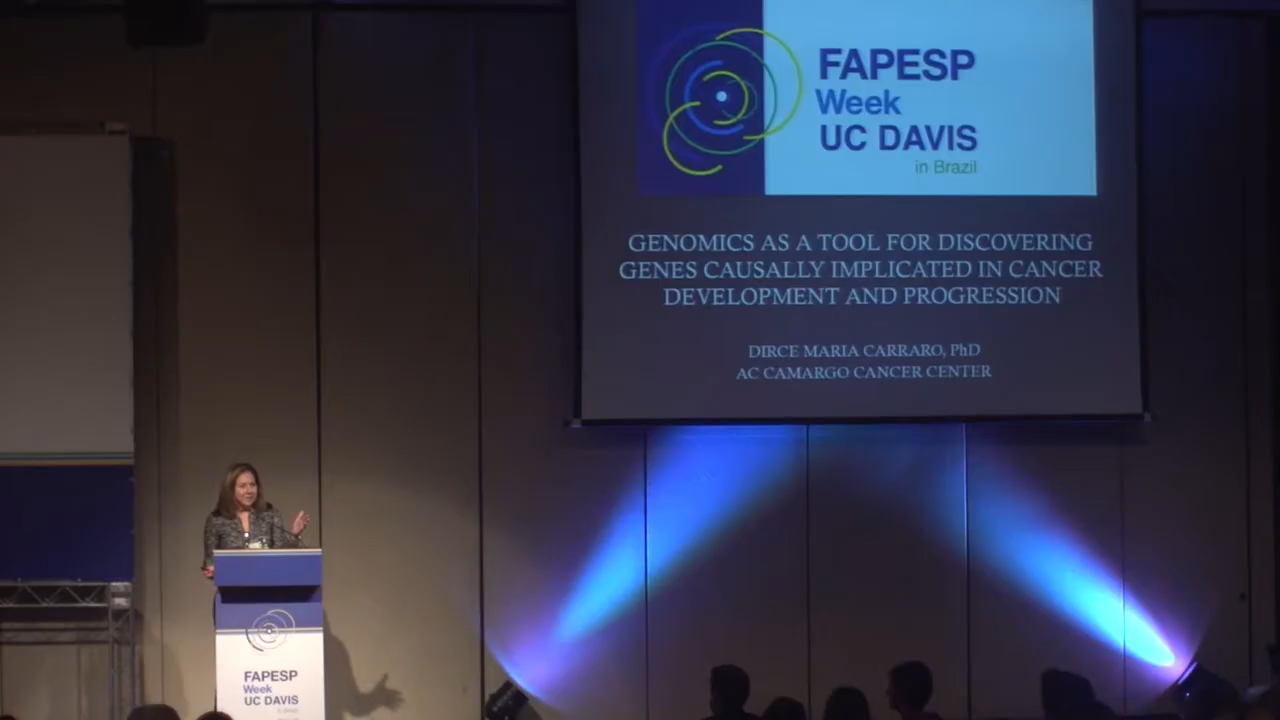 FAPESP
Week
UC DAVIS
in Brazil
GENOMICS AS A TOOL FOR DISCOVERING
GENES CAUSALLY IMPLICATED IN CANCER
DEVELOPMENT AND PROGRESSION
DIRCE MARIA CARRARO, PhD
AC CAMARGO CANCER CENTER
FAPESP
Week
UC DAVIS